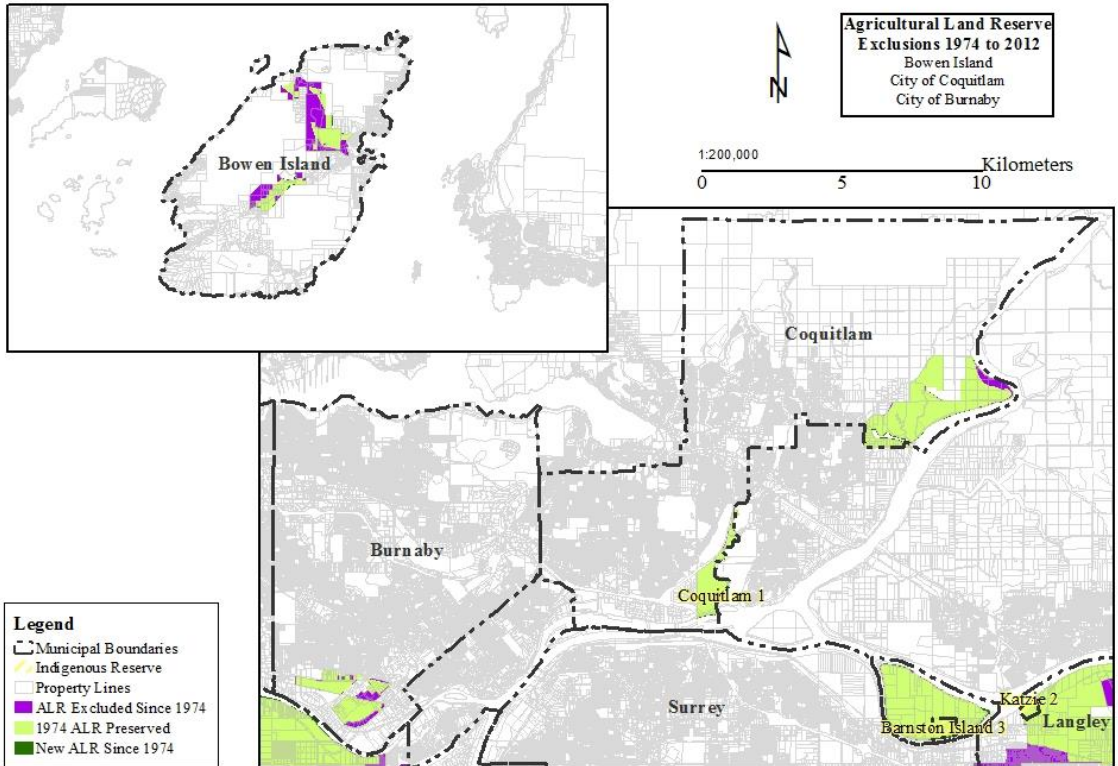 Agricultural Land Reserve
Exclusions 1974 to 2012
Bowen Island
City of Coquitlam
City of Burnaby
N
1:200,000
Kilometers
0 5 10
Bowen Island
Coquitlam
Burnaby
Coquitlam 1
Surrey
Katzie 2
Barnston Island 3
Langley
Legend
Municipal Boundaries
Indigenous Reserve
Property Lines
ALR Excluded Since 1974
1974 ALR Preserved
New ALR Since 1974